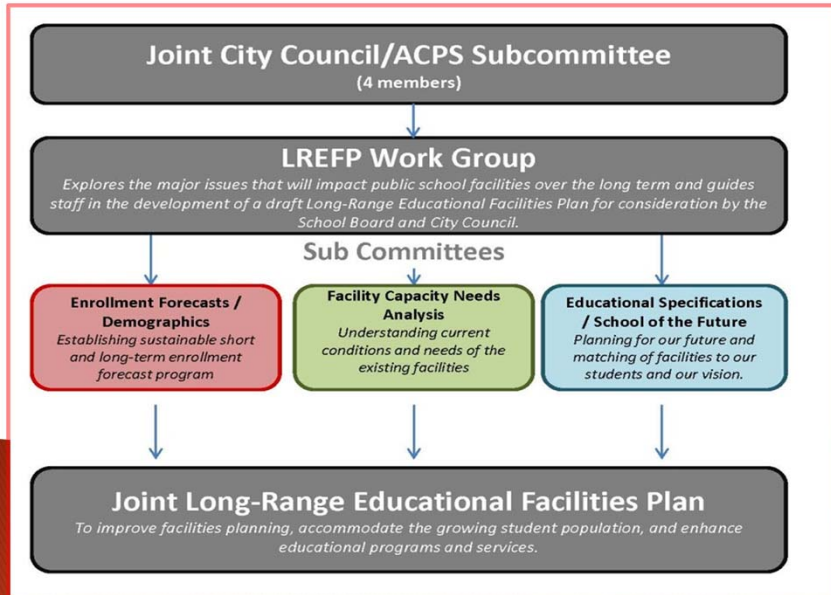 Joint City Council/ACPS Subcommittee
(4 members)
LREFP Work Group
Explores the major issues that will impact public school facilities over the long term and guides
staff in the development of a draft Long-Range Educational Facilities Plan for consideration by the
School Board and City Council.
Sub Committees
Enrollment Forecasts /
Demographics
Establishing sustainable short
and long-term enrollment
forecast program
Facility Capacity Needs
Analysis
Understanding current
conditions and needs of the
existing facilities
Educational Specifications
/ School of the Future
Planning for our future and
matching of facilities to our
students and our vision.
Joint Long-Range Educational Facilities Plan
To improve facilities planning, accommodate the growing student population, and enhance
educational programs and services.